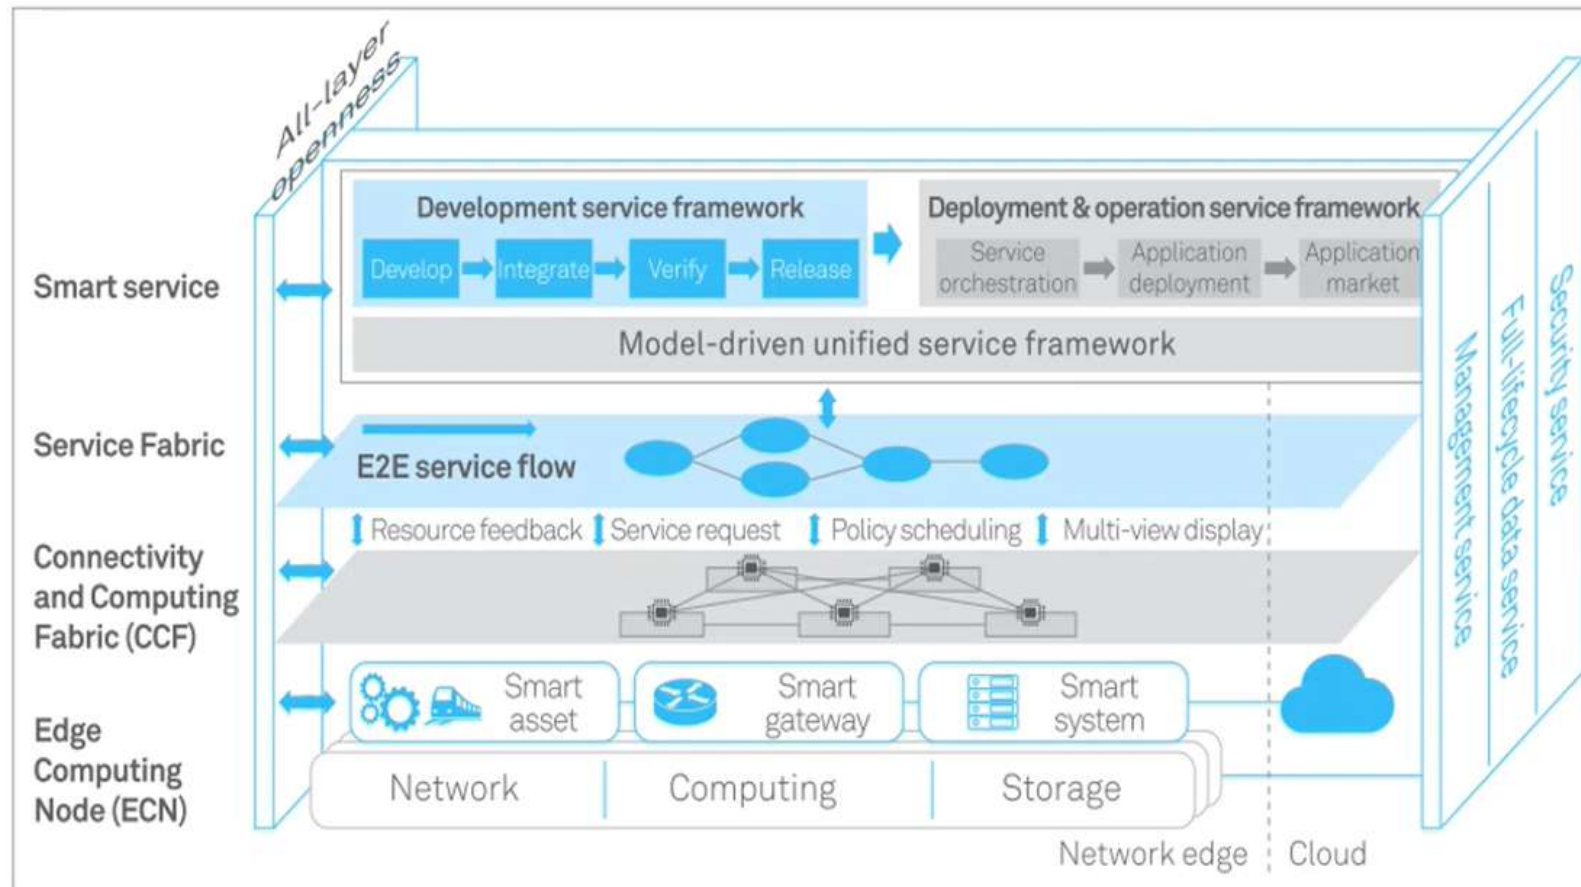 All-layer
openness
Smart service
Development service framework
Develop
Integrate
Verify
Release
Deployment & operation service framework
Service
orchestration
Application
deployment
Application
market
Model-driven unified service framework
Service Fabric
E2E service flow
Resource feedback
Service request
Policy scheduling
Multi-view display
Connectivity
and Computing
Fabric (CCF)
Edge
Computing
Node (ECN)
Smart
asset
Smart
gateway
Smart
system
Network
Computing
Storage
Network edge
Cloud
Management service
Full-lifecycle data service
Security service